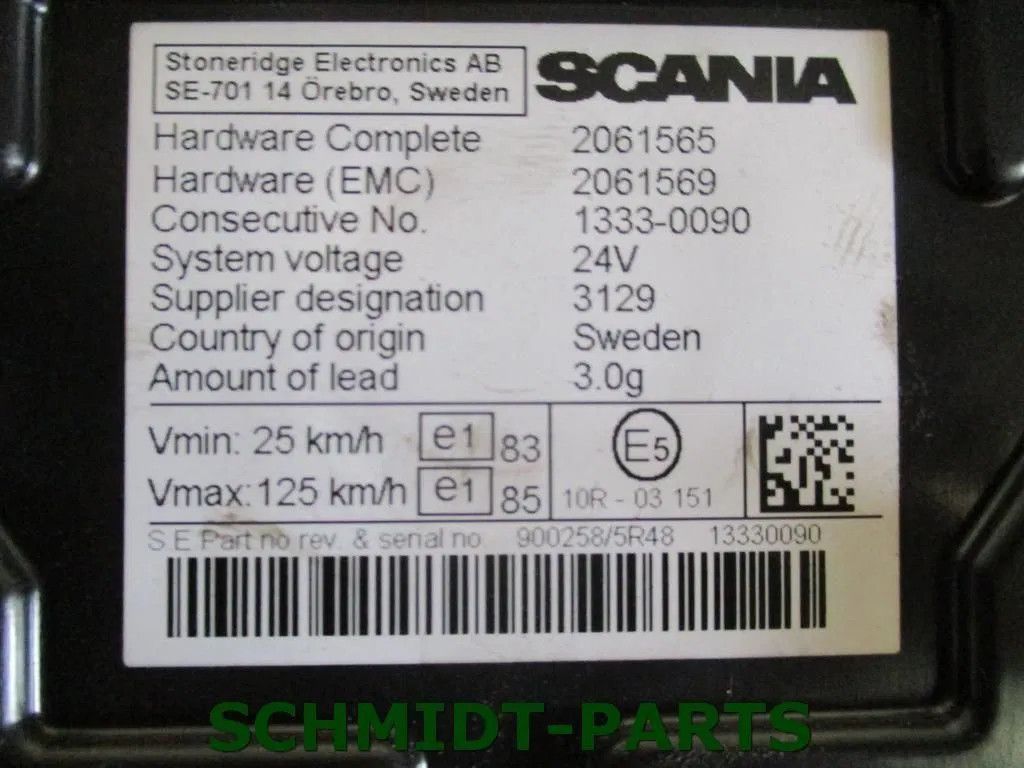 Stoneridge Electronics AB
SE-701 14 Örebro, Sweden
SCANIA
Hardware Complete 2061565
Hardware (EMC) 2061569
Consecutive No. 1333-0090
System voltage 24V
Supplier designation 3129
Country of origin Sweden
Amount of lead 3.0g
Vmin: 25 km/h e1 83
Vmax: 125 km/h e1 85
E5
10R - 03 151
S.E Part no rev. & serial no. 900258/5R48 13330090
SCHMIDT-PARTS